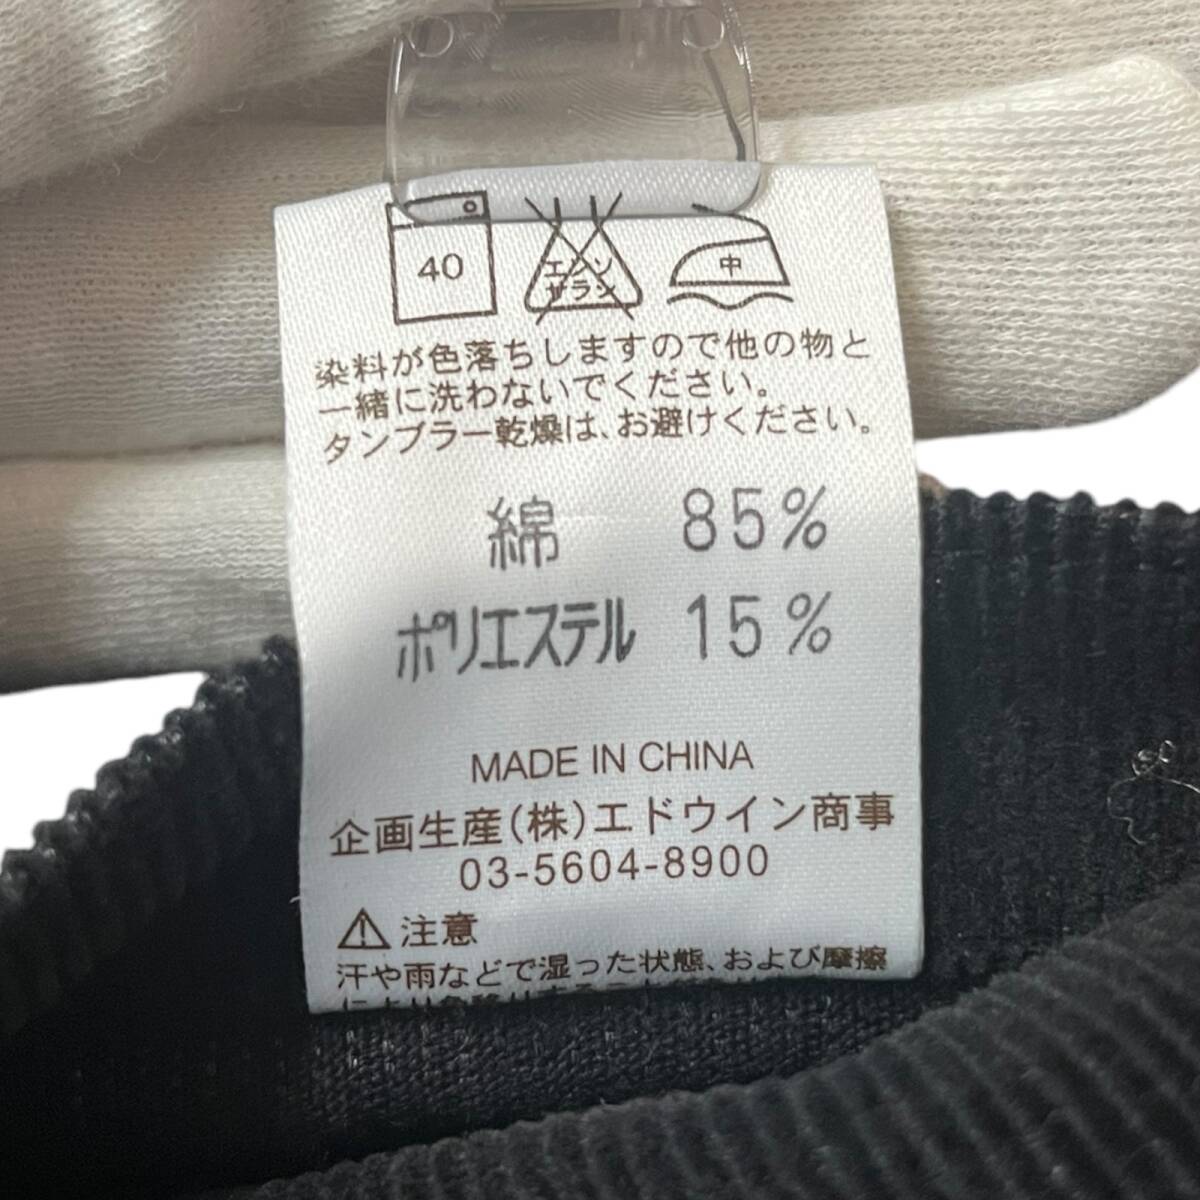 40
エンソ
サラシ
中
染料が色落ちしますので他の物と
一緒に洗わないでください。
タンブラー乾燥は、お避けください。
綿 85%
ポリエステル 15%
MADE IN CHINA
企画生産(株)エドウイン商事
03-5604-8900
注意
汗や雨などで湿った状態、および摩擦